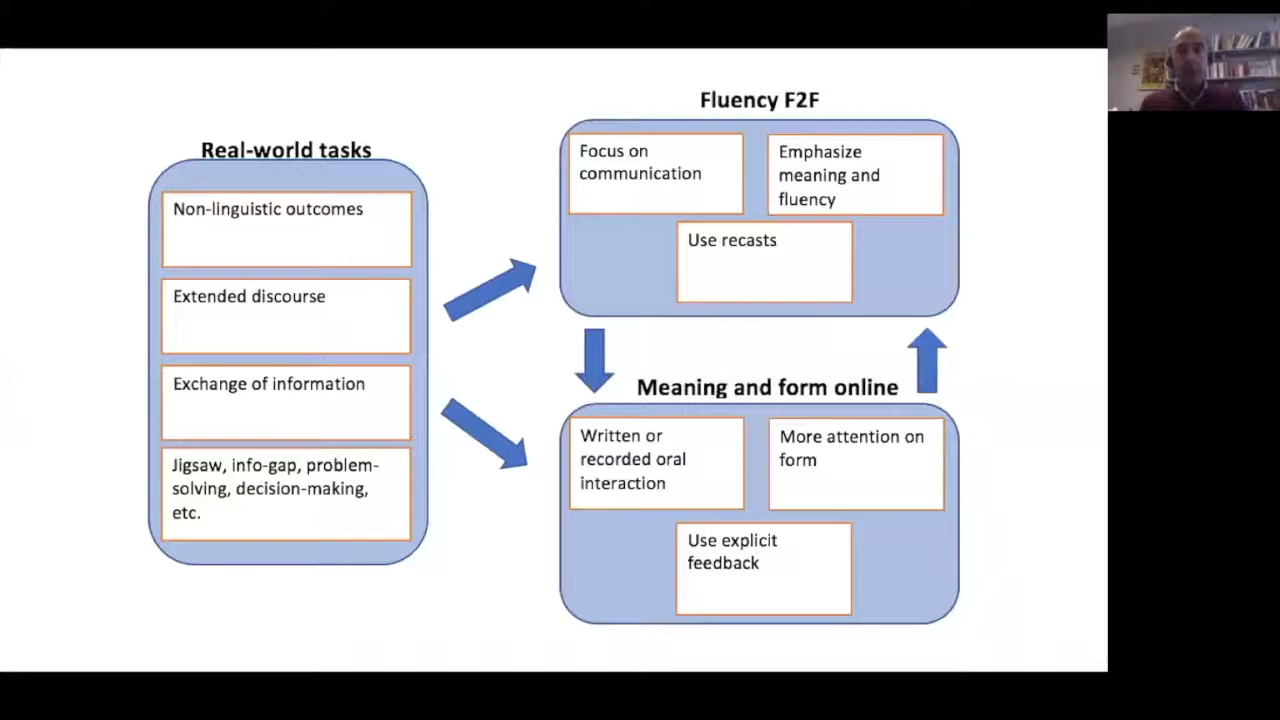 Real-world tasks
Non-linguistic outcomes
Extended discourse
Exchange of information
Jigsaw, info-gap, problem-
solving, decision-making,
etc.
Fluency F2F
Focus on
communication
Emphasize
meaning and
fluency
Use recasts
Meaning and form online
Written or
recorded oral
interaction
More attention on
form
Use explicit
feedback